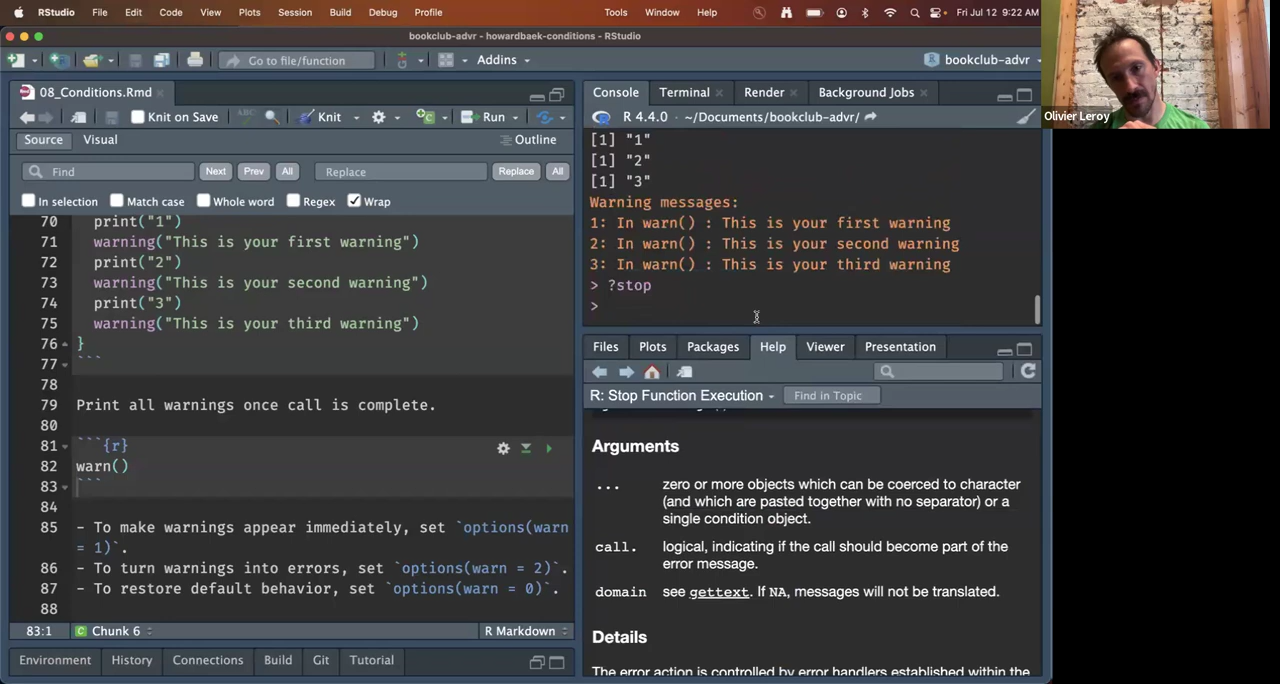 RStudio File Edit Code View Plots Session Build Debug Profile Tools Window Help Fri Jul 12 9:22 AM
bookclub-advr - howardbaek-conditions - RStudio
Go to file/function Addins bookclub-advr
08_Conditions.Rmd
Knit on Save ABC Knit Run
Source Visual Outline
Find Next Prev All Replace Replace All
In selection Match case Whole word Regex Wrap
70 print("1")
71 warning("This is your first warning")
72 print("2")
73 warning("This is your second warning")
74 print("3")
75 warning("This is your third warning")
76 }
77 ```
78
79 Print all warnings once call is complete.
80
81 ```{r}
82 warn()
83 ```
84
85 - To make warnings appear immediately, set `options(warn
= 1)`.
86 - To turn warnings into errors, set `options(warn = 2)`.
87 - To restore default behavior, set `options(warn = 0)`.
88
83:1 Chunk 6 R Markdown
Environment History Connections Build Git Tutorial
Console Terminal Render Background Jobs
R 4.4.0 · ~/Documents/bookclub-advr/
[1] "1"
[1] "2"
[1] "3"
Warning messages:
1: In warn() : This is your first warning
2: In warn() : This is your second warning
3: In warn() : This is your third warning
> ?stop
>
Files Plots Packages Help Viewer Presentation
R: Stop Function Execution Find in Topic
Arguments
... zero or more objects which can be coerced to character
(and which are pasted together with no separator) or a
single condition object.
call. logical, indicating if the call should become part of the
error message.
domain see gettext. If NA, messages will not be translated.
Details
The error action is controlled by error handlers established within the
Olivier Leroy